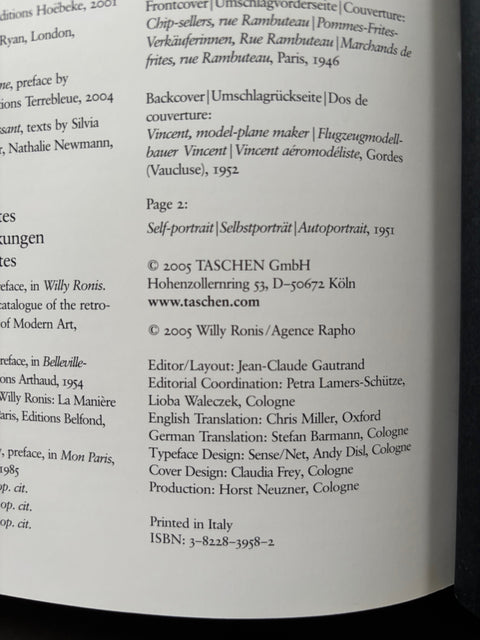 ditions Hoëbeke, 2001
Ryan, London,
ne, preface by
ions Terrebleue, 2004
ssant, texts by Silvia
r, Nathalie Newmann,
tes
kungen
tes
eface, in Willy Ronis.
catalogue of the retro-
of Modern Art,
reface, in Belleville-
ons Arthaud, 1954
Willy Ronis: La Manière
aris, Editions Belfond,
, preface, in Mon Paris,
1985
op. cit.
op. cit.
op. cit.
Frontcover|Umschlagvorderseite|Couverture:
Chip-sellers, rue Rambuteau|Pommes-Frites-
Verkäuferinnen, Rue Rambuteau|Marchands de
frites, rue Rambuteau, Paris, 1946
Backcover|Umschlagrückseite|Dos de
couverture:
Vincent, model-plane maker|Flugzeugmodell-
bauer Vincent|Vincent aéromodéliste, Gordes
(Vaucluse), 1952
Page 2:
Self-portrait|Selbstporträt|Autoportrait, 1951
© 2005 TASCHEN GmbH
Hohenzollernring 53, D–50672 Köln
www.taschen.com
© 2005 Willy Ronis/Agence Rapho
Editor/Layout: Jean-Claude Gautrand
Editorial Coordination: Petra Lamers-Schütze,
Lioba Waleczek, Cologne
English Translation: Chris Miller, Oxford
German Translation: Stefan Barmann, Cologne
Typeface Design: Sense/Net, Andy Disl, Cologne
Cover Design: Claudia Frey, Cologne
Production: Horst Neuzner, Cologne
Printed in Italy
ISBN: 3–8228–3958–2